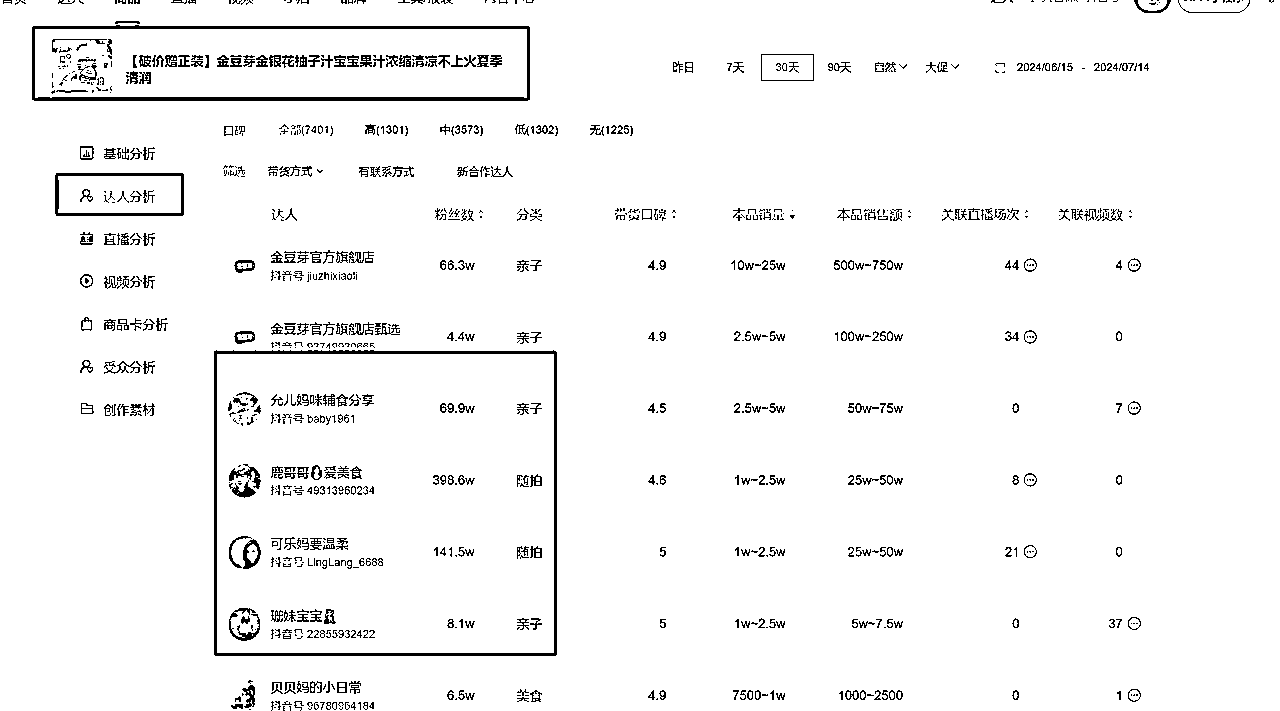 【破价赠正装】金豆芽金银花柚子汁宝宝果汁浓缩清凉不上火夏季
清润
昨日 7天 30天 90天 自然 大促 2024/06/15 - 2024/07/14
口碑 全部(7401) 高(1301) 中(3573) 低(1302) 无(1225)
筛选 带货方式 有联系方式 新合作达人
基础分析
达人分析
直播分析
视频分析
商品卡分析
受众分析
创作素材
达人 粉丝数 分类 带货口碑 本品销量 本品销售额 关联直播场次 关联视频数
金豆芽官方旗舰店 66.3w 亲子 4.9 10w~25w 500w~750w 44 4
抖音号 jiuzhixiaoti
金豆芽官方旗舰店甄选 4.4w 亲子 4.9 2.5w~5w 100w~250w 34 0
允儿妈咪辅食分享 69.9w 亲子 4.5 2.5w~5w 50w~75w 0 7
抖音号 baby1961
鹿哥哥 爱美食 398.6w 随拍 4.6 1w~2.5w 25w~50w 8 0
抖音号 49313960234
可乐妈要温柔 141.5w 随拍 5 1w~2.5w 25w~50w 21 0
抖音号 LingLang_6668
珊妹宝宝 8.1w 亲子 5 1w~2.5w 5w~7.5w 0 37
抖音号 22855932422
贝贝妈的小日常 6.5w 美食 4.9 7500~1w 1000~2500 0 1
抖音号 96780964184